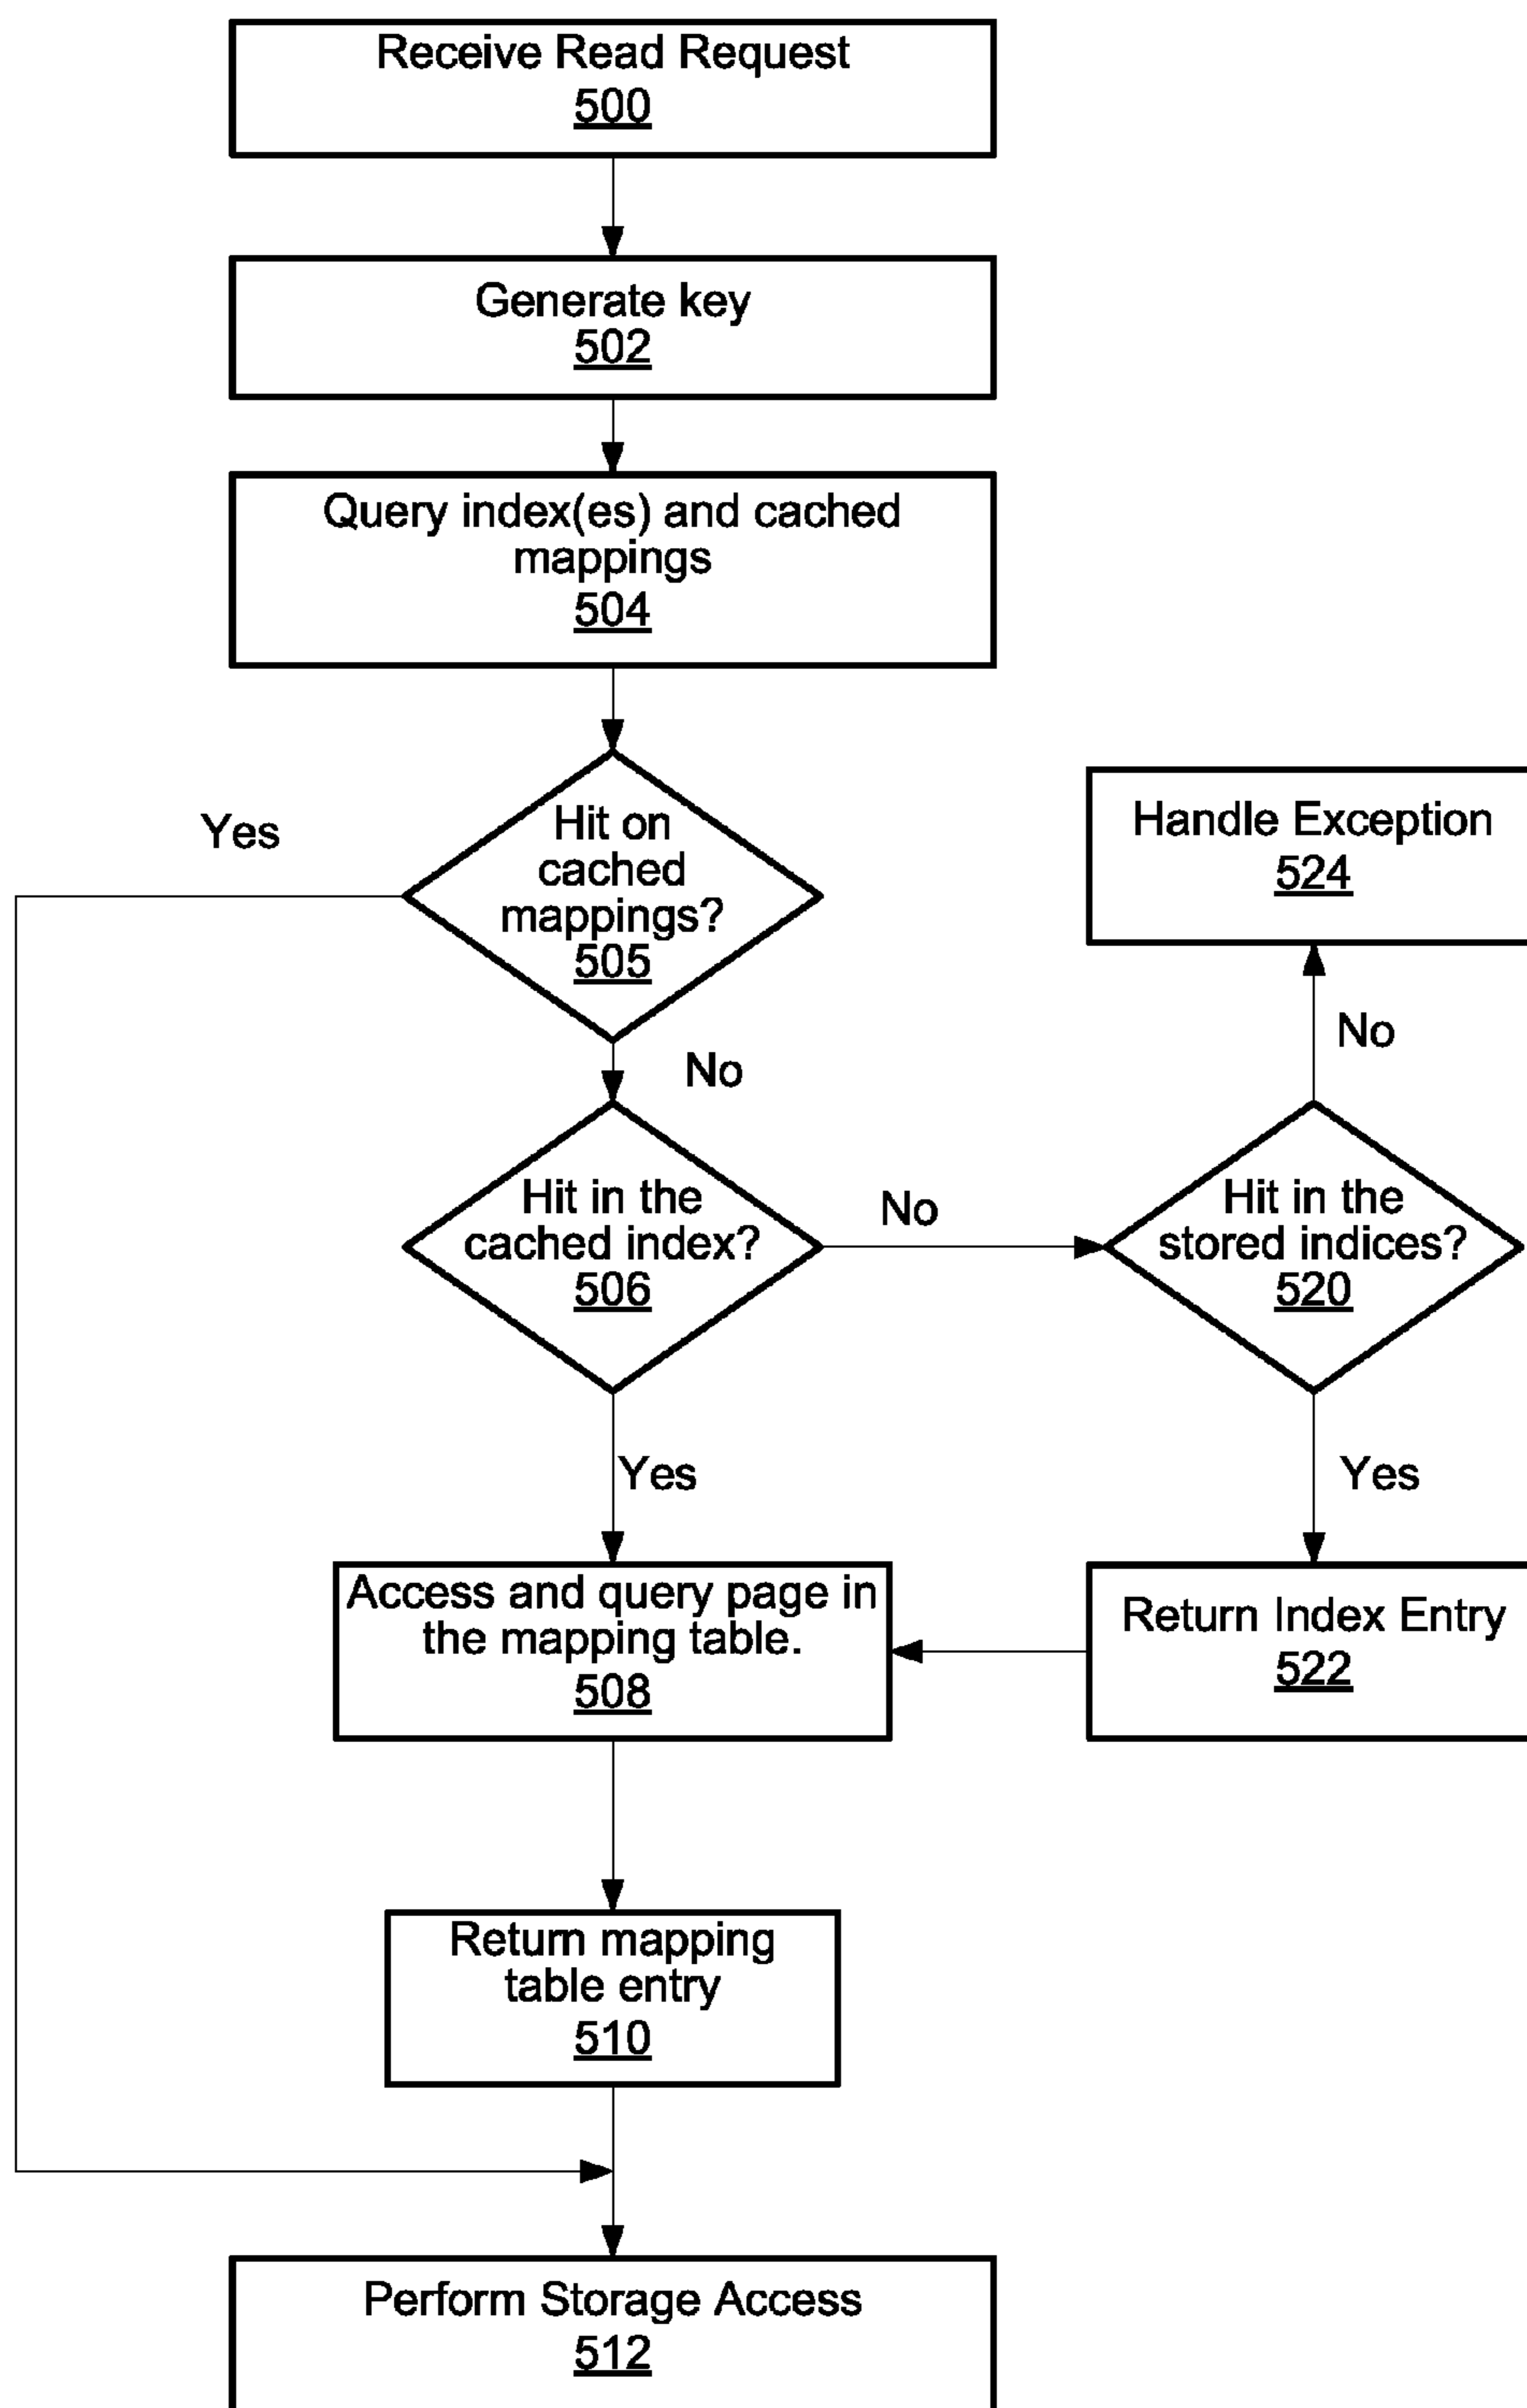 Receive Read Request
500
Generate key
502
Query index(es) and cached
mappings
504
Yes
Hit on
cached
mappings?
505
Handle Exception
524
No
No
Hit in the
cached index?
506
No
Hit in the
stored indices?
520
Yes
Yes
Access and query page in
the mapping table.
508
Return Index Entry
522
Return mapping
table entry
510
Perform Storage Access
512